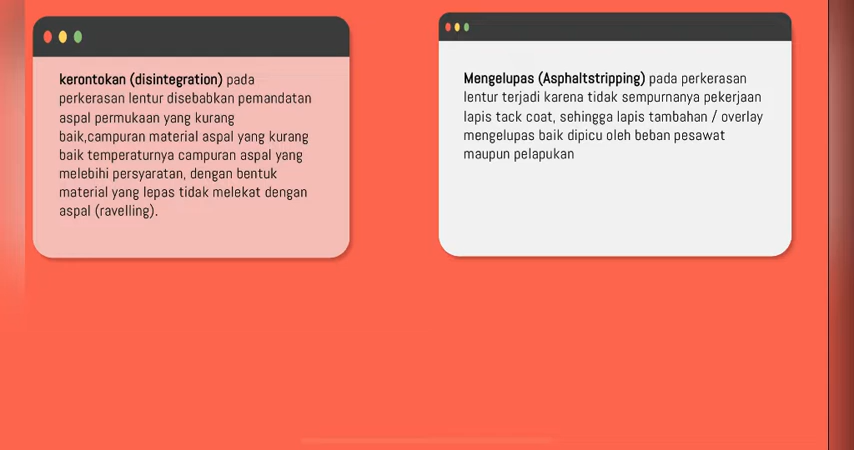 kerontokan (disintegration) pada
perkerasan lentur disebabkan pemandatan
aspal permukaan yang kurang
baik,campuran material aspal yang kurang
baik temperaturnya campuran aspal yang
melebihi persyaratan, dengan bentuk
material yang lepas tidak melekat dengan
aspal (ravelling).
Mengelupas (Asphaltstripping) pada perkerasan
lentur terjadi karena tidak sempurnanya pekerjaan
lapis tack coat, sehingga lapis tambahan / overlay
mengelupas baik dipicu oleh beban pesawat
maupun pelapukan